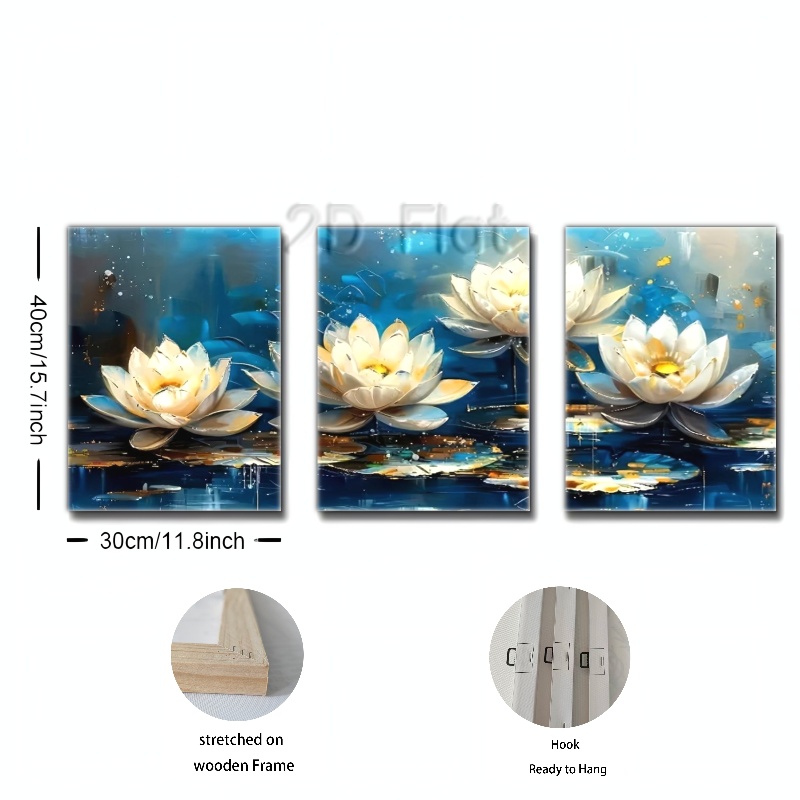 2D Flat
40cm/15.7inch
30cm/11.8inch
stretched on
wooden Frame
Hook
Ready to Hang